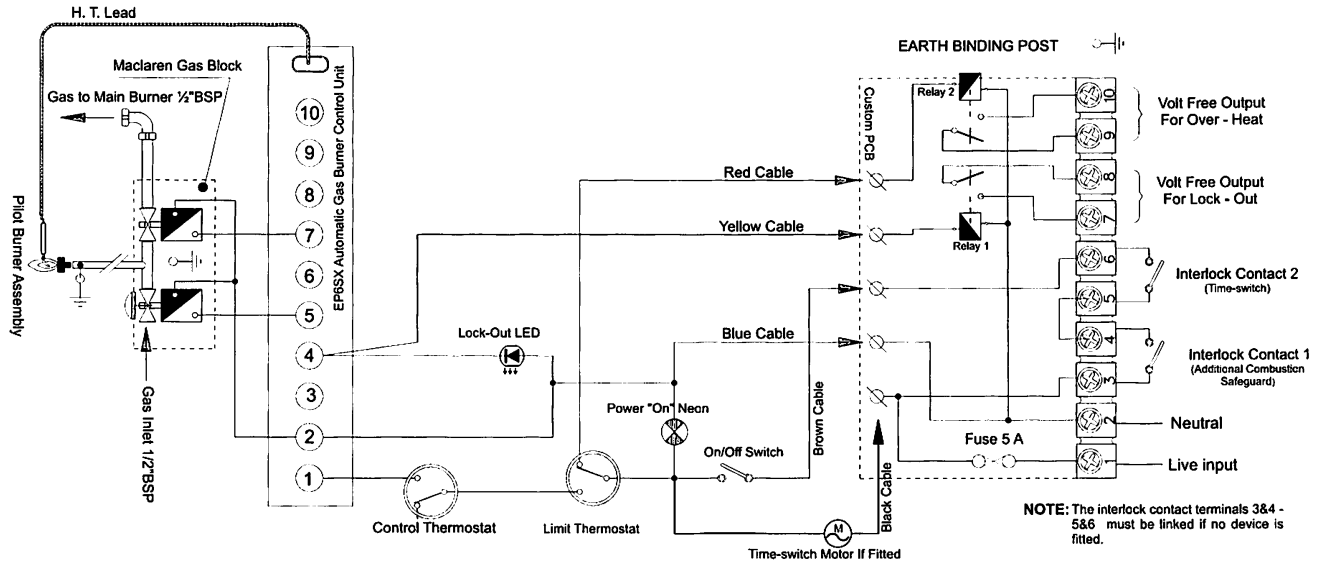 H. T. Lead
Maclaren Gas Block
Gas to Main Burner ½"BSP
Pilot Burner Assembly
Gas Inlet 1/2"BSP
EP6SX Automatic Gas Burner Control Unit
10
9
8
7
6
5
4
3
2
1
Lock-Out LED
Power "On" Neon
On/Off Switch
Control Thermostat
Limit Thermostat
Time-switch Motor If Fitted
M
Red Cable
Yellow Cable
Blue Cable
Brown Cable
Black Cable
EARTH BINDING POST
Custom PCB
Relay 2
Relay 1
Fuse 5 A
10
9
8
7
6
5
4
3
2
1
Volt Free Output
For Over - Heat
Volt Free Output
For Lock - Out
Interlock Contact 2
(Time-switch)
Interlock Contact 1
(Additional Combustion
Safeguard)
Neutral
Live input
NOTE: The interlock contact terminals 3&4 -
5&6 must be linked if no device is
fitted.